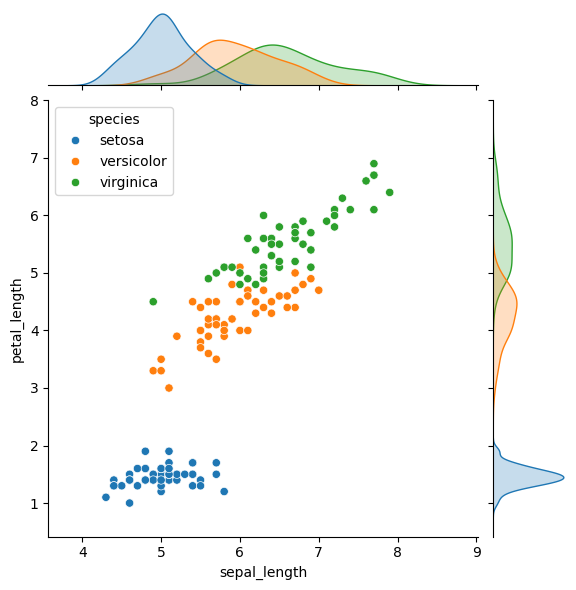 8
species
setosa
versicolor
virginica
7
6
5
4
3
2
1
petal_length
4 5 6 7 8 9
sepal_length